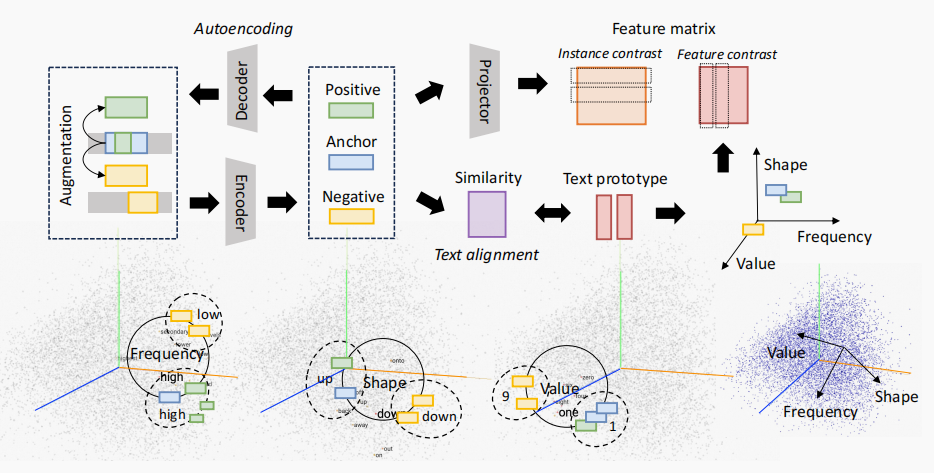 Autoencoding
Feature matrix
Instance contrast
Feature contrast
Augmentation
Decoder
Encoder
Positive
Anchor
Negative
Projector
Similarity
Text prototype
Text alignment
Shape
Frequency
Value
low
secondary
lower
Frequency
high
high
up
onto
Shape
up
back
away
down
down
out
on
zero
Value
9
one
1
Value
Frequency
Shape